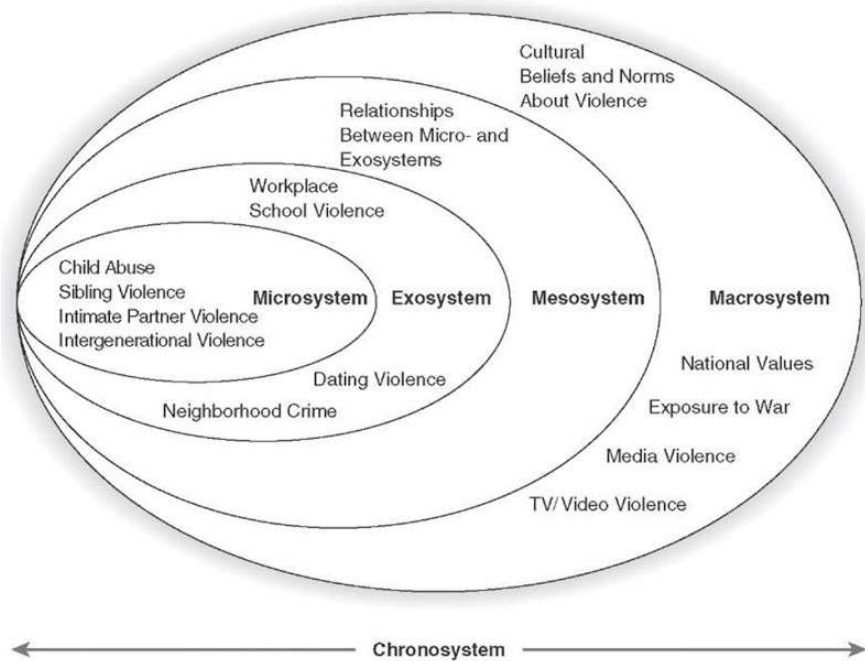 Cultural
Beliefs and Norms
About Violence
Relationships
Between Micro- and
Exosystems
Workplace
School Violence
Child Abuse
Sibling Violence
Intimate Partner Violence
Intergenerational Violence
Microsystem
Exosystem
Mesosystem
Macrosystem
Dating Violence
Neighborhood Crime
National Values
Exposure to War
Media Violence
TV/Video Violence
Chronosystem